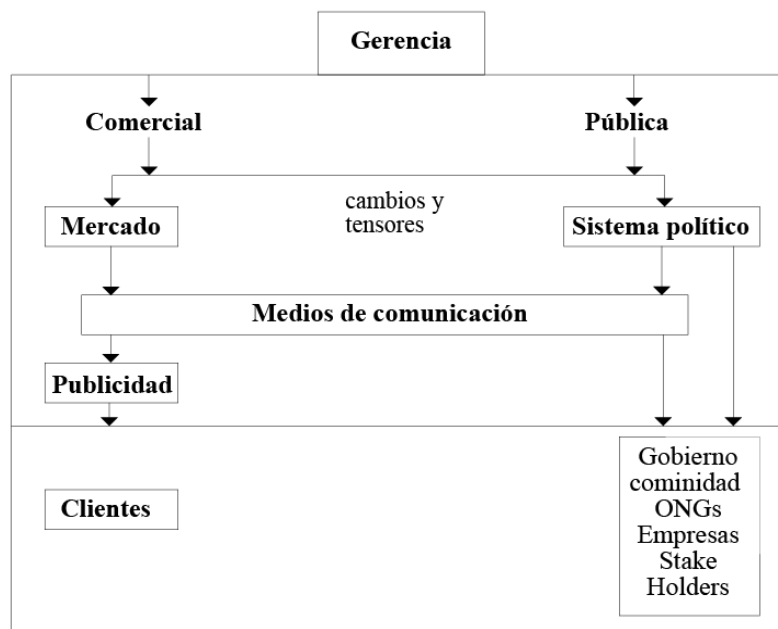 Gerencia
Comercial
Pública
cambios y
tensores
Mercado
Sistema político
Medios de comunicación
Publicidad
Clientes
Gobierno
cominidad
ONGs
Empresas
Stake
Holders